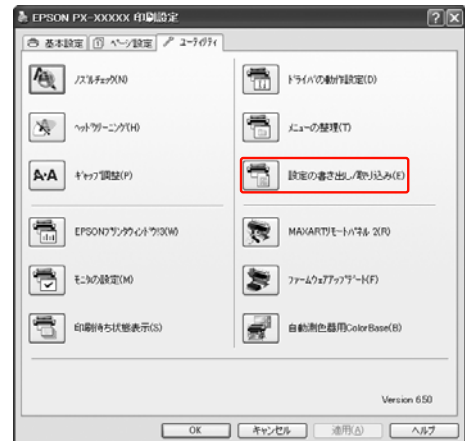 EPSON PX-XXXXX 印刷設定
基本設定 ページ設定 ユーティリティ
ノズルチェック(N)
ドライバの動作設定(D)
ヘッドクリーニング(H)
メニューの整理(T)
A·A
ギャップ調整(P)
設定の書き出し/取り込み(E)
EPSONプリンタウィンドウ!3(W)
MAXARTリモートパネル 2(R)
モニタの設定(M)
ファームウェアアップデート(F)
印刷待ち状態表示(S)
自動測色器用ColorBase(B)
Version 6.50
OK キャンセル 適用(A) ヘルプ